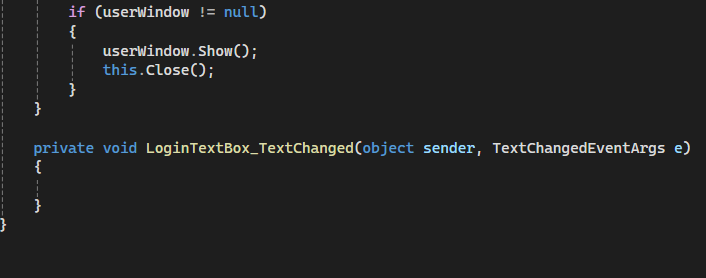 if (userWindow != null)
{
userWindow.Show();
this.Close();
}
}
private void LoginTextBox_TextChanged(object sender, TextChangedEventArgs e)
{
}
}